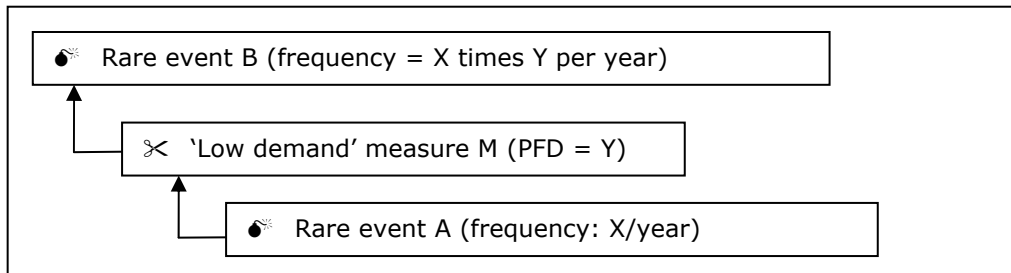 💣 Rare event B (frequency = X times Y per year)
✂ ‘Low demand’ measure M (PFD = Y)
💣 Rare event A (frequency: X/year)